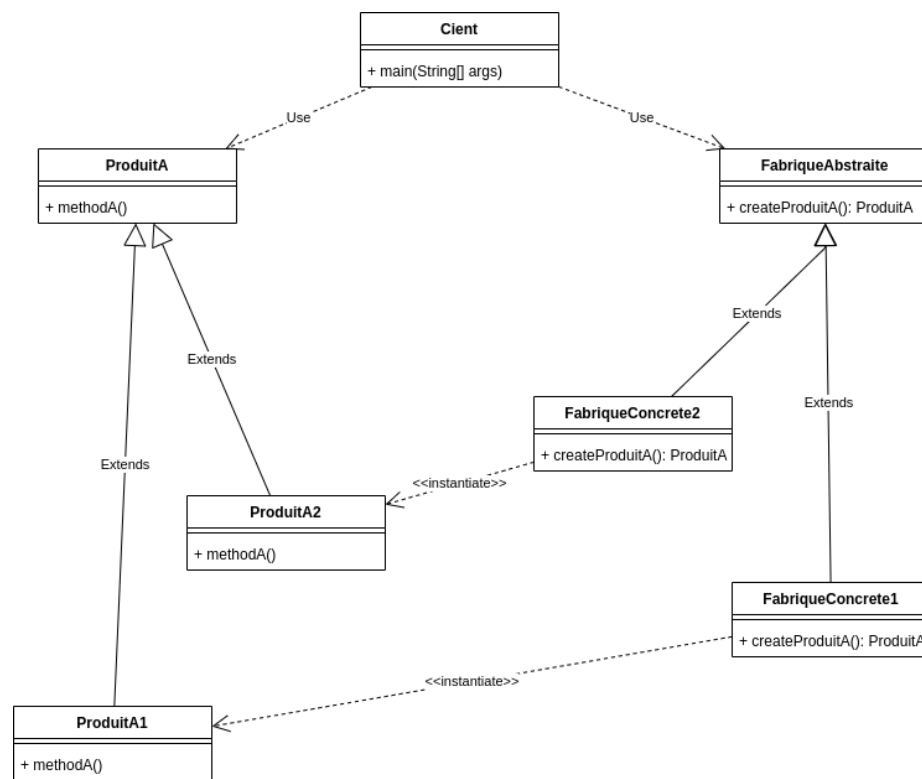 Cient
+ main(String[] args)
Use
Use
ProduitA
+ methodA()
FabriqueAbstraite
+ createProduitA(): ProduitA
Extends
Extends
Extends
Extends
FabriqueConcrete2
+ createProduitA(): ProduitA
<<instantiate>>
ProduitA2
+ methodA()
FabriqueConcrete1
+ createProduitA(): ProduitA
<<instantiate>>
ProduitA1
+ methodA()